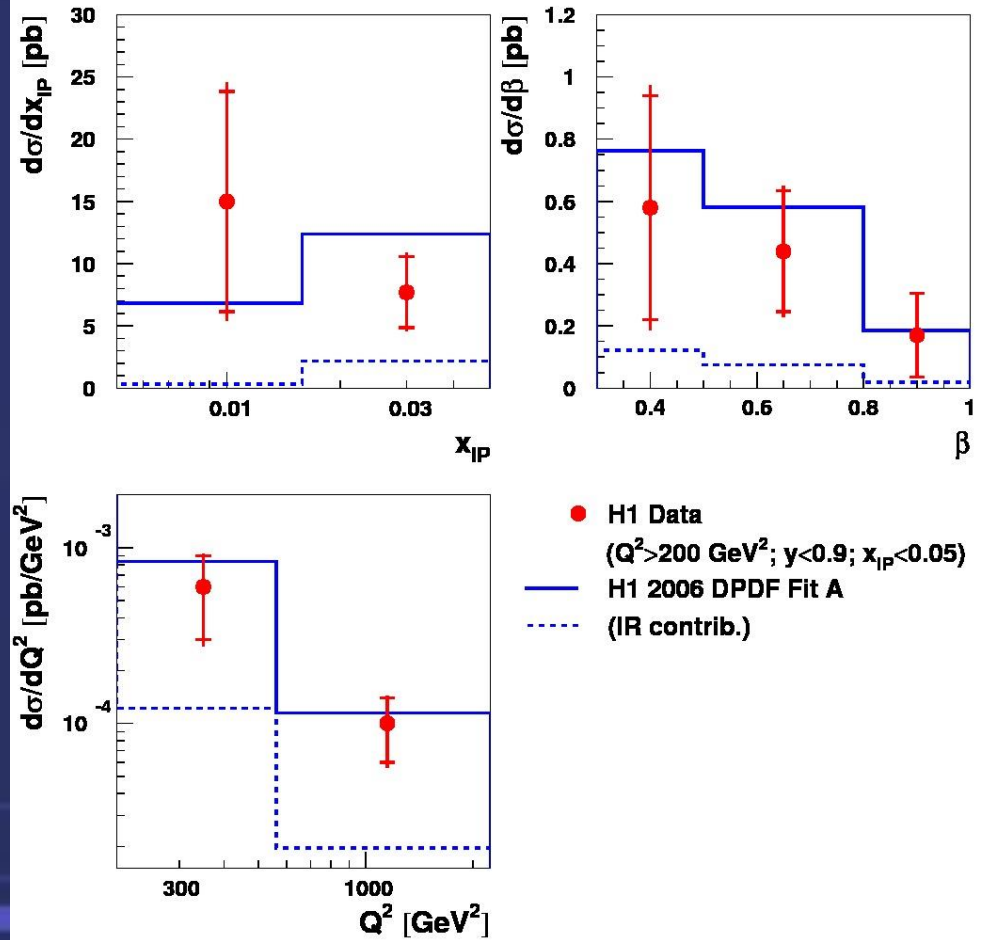 dσ/dx_IP [pb]
30
25
20
15
10
5
0
0.01 0.03
x_IP
dσ/dβ [pb]
1.2
1
0.8
0.6
0.4
0.2
0
0.4 0.6 0.8 1
β
dσ/dQ² [pb/GeV²]
10⁻³
10⁻⁴
300 1000
Q² [GeV²]
H1 Data
(Q²>200 GeV²; y<0.9; x_IP<0.05)
H1 2006 DPDF Fit A
(IR contrib.)